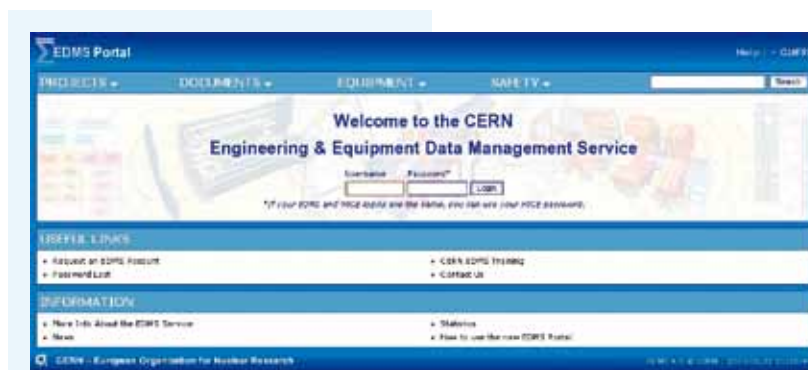 EDMS Portal
Help
PROJECTS DOCUMENTS EQUIPMENT SAFETY Search
Welcome to the CERN
Engineering & Equipment Data Management Service
Username Password*
Login
*If your EDMS and NICE logins are the same, you can use your NICE password.
USEFUL LINKS
Request an EDMS Account
Password Lost
CERN EDMS Training
Contact Us
INFORMATION
More Info About the EDMS Service
News
Statistics
How to use the new EDMS Portal
CERN - European Organization for Nuclear Research